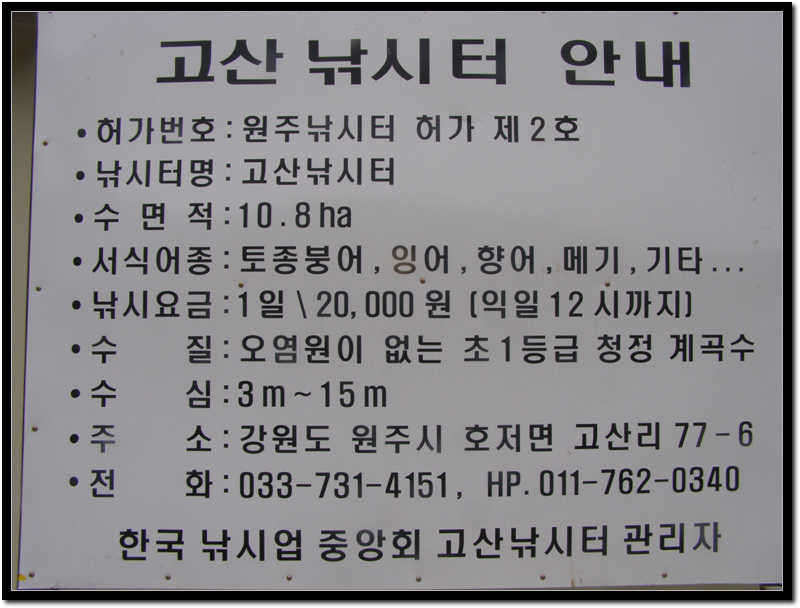 고산 낚시터 안내
• 허가번호 : 원주낚시터 허가 제 2 호
• 낚시터명 : 고산낚시터
• 수 면 적 : 10.8 ha
• 서식어종 : 토종붕어, 잉어, 향어, 메기, 기타...
• 낚시요금 : 1일 \ 20,000 원 (익일 12 시까지)
• 수 질 : 오염원이 없는 초 1 등급 청정 계곡수
• 수 심 : 3 m ~ 15 m
• 주 소 : 강원도 원주시 호저면 고산리 77-6
• 전 화 : 033-731-4151, HP. 011-762-0340
한국 낚시업 중앙회 고산낚시터 관리자